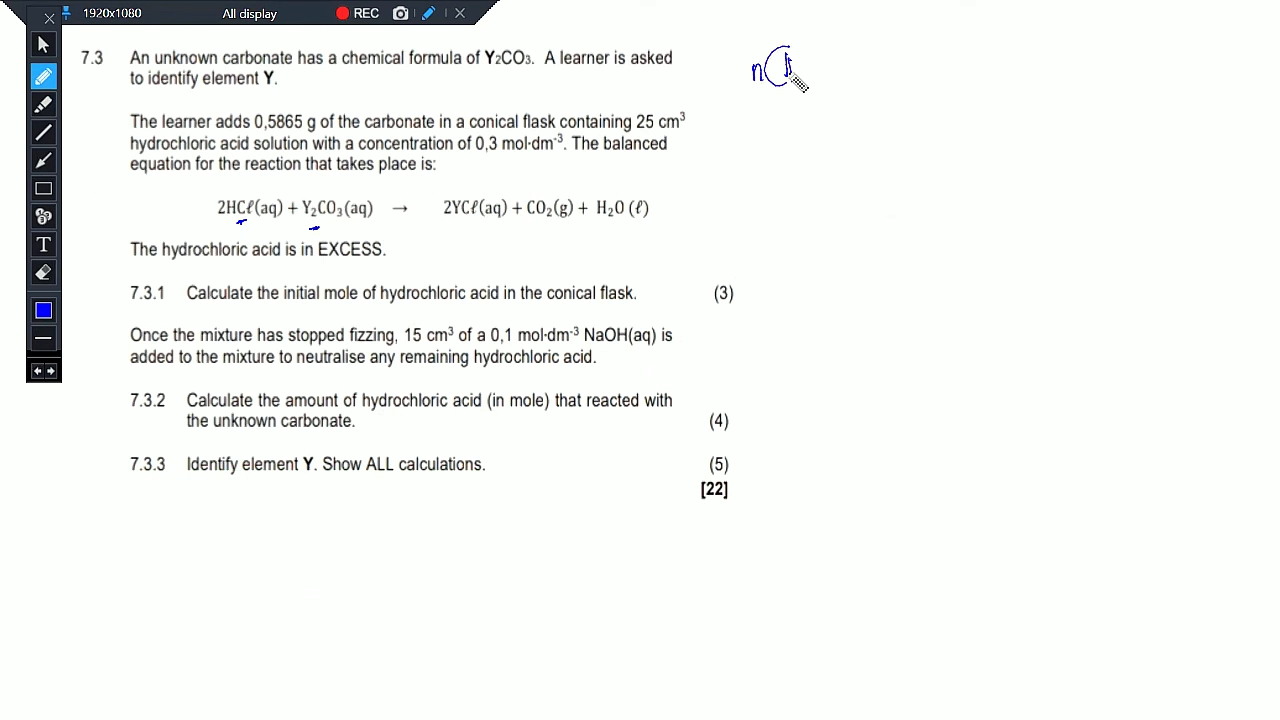 1920x1080 All display REC
7.3 An unknown carbonate has a chemical formula of Y₂CO₃. A learner is asked
to identify element Y.
The learner adds 0,5865 g of the carbonate in a conical flask containing 25 cm³
hydrochloric acid solution with a concentration of 0,3 mol·dm⁻³. The balanced
equation for the reaction that takes place is:
2HCℓ(aq) + Y₂CO₃(aq) → 2YCℓ(aq) + CO₂(g) + H₂O (ℓ)
The hydrochloric acid is in EXCESS.
7.3.1 Calculate the initial mole of hydrochloric acid in the conical flask. (3)
Once the mixture has stopped fizzing, 15 cm³ of a 0,1 mol·dm⁻³ NaOH(aq) is
added to the mixture to neutralise any remaining hydrochloric acid.
7.3.2 Calculate the amount of hydrochloric acid (in mole) that reacted with
the unknown carbonate. (4)
7.3.3 Identify element Y. Show ALL calculations. (5)
[22]
n(
T